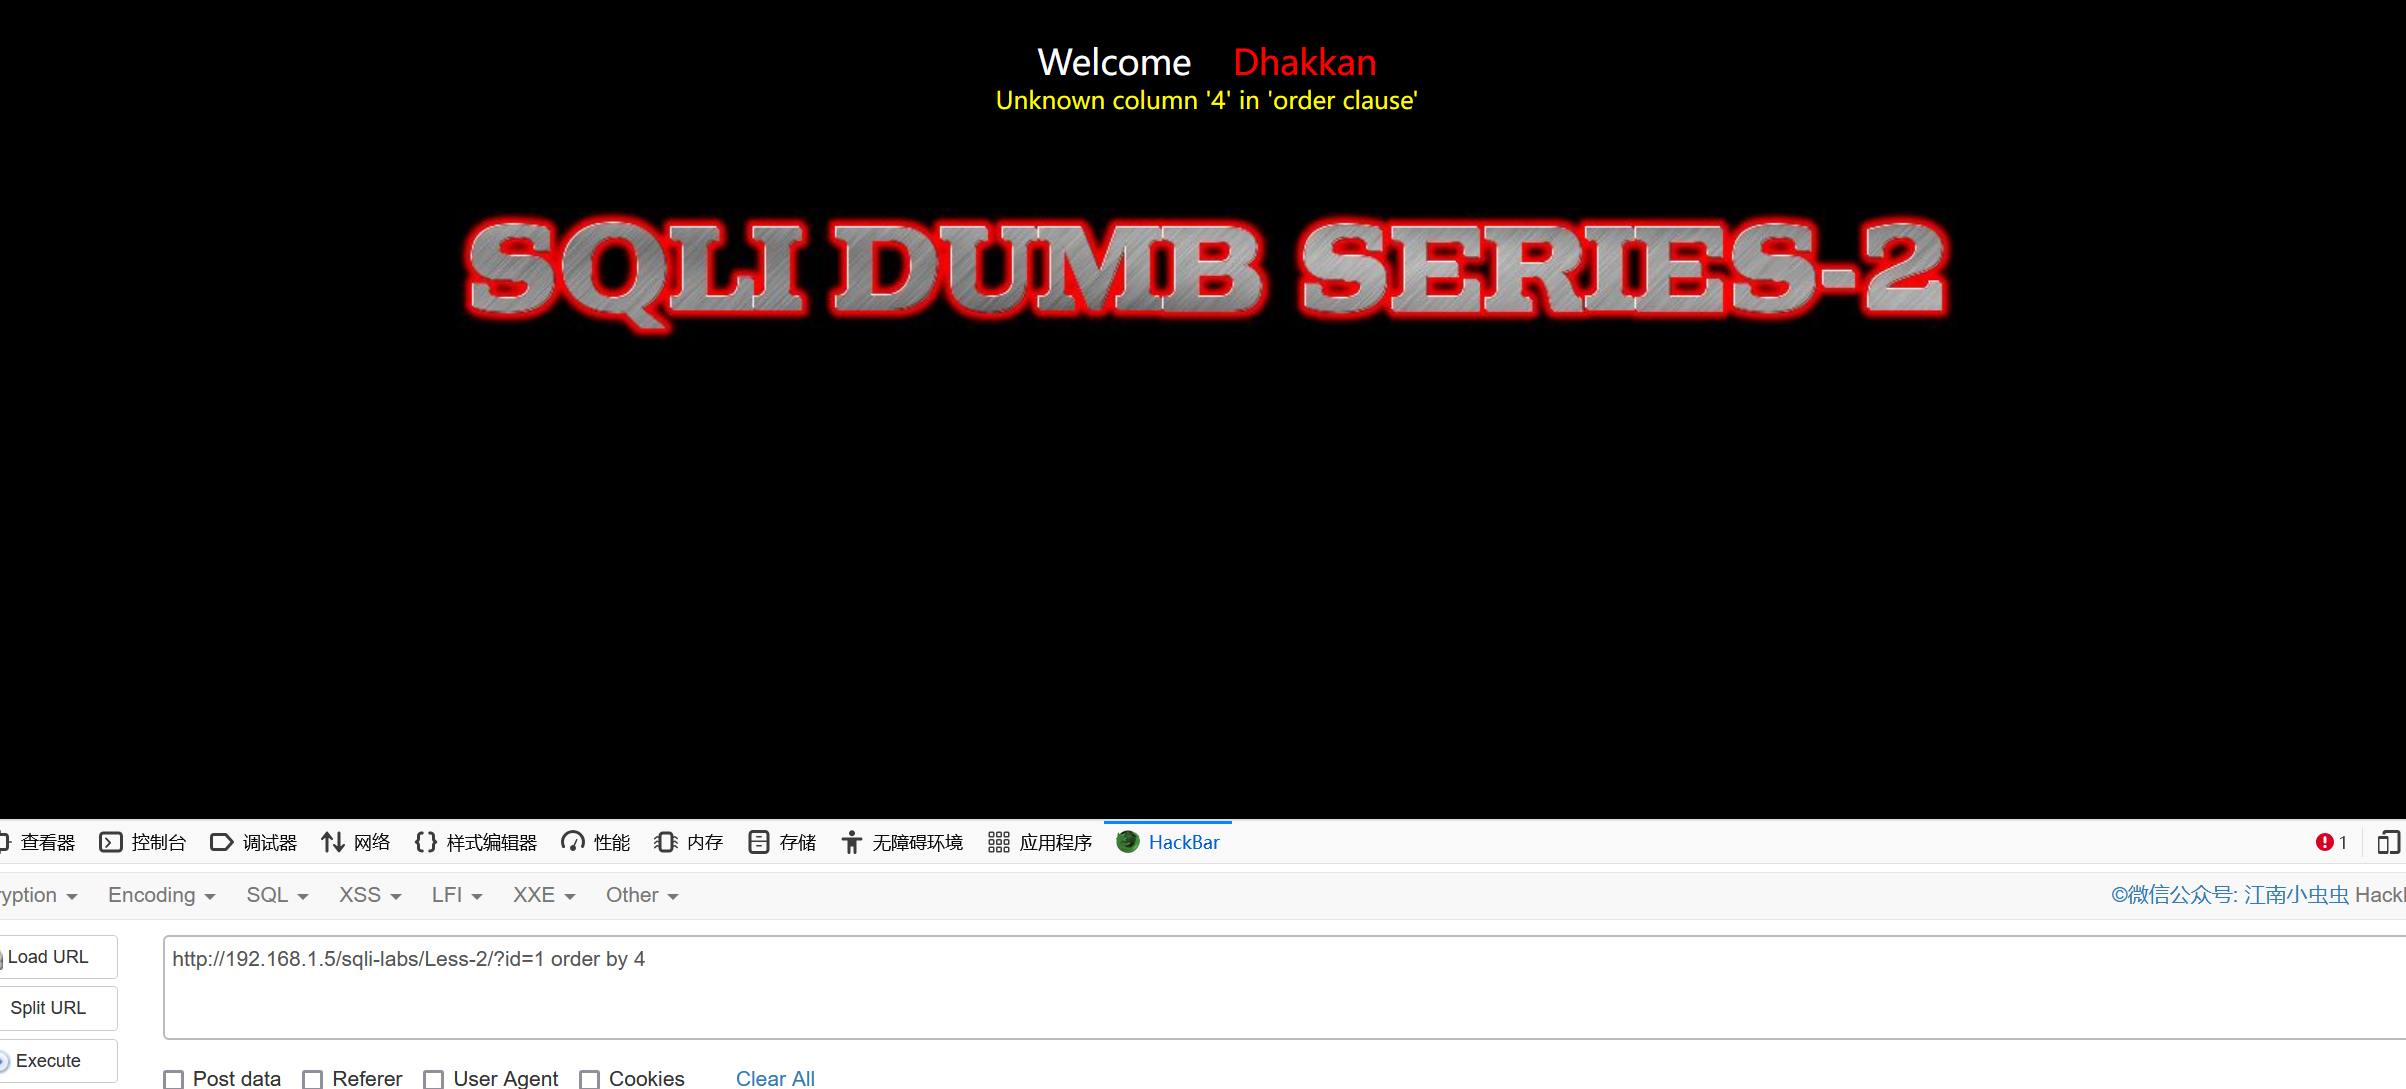 Welcome Dhakkan
Unknown column '4' in 'order clause'
SQLI DUMB SERIES-2
查看器 控制台 调试器 网络 {} 样式编辑器 性能 内存 存储 无障碍环境 应用程序 HackBar 1
yption Encoding SQL XSS LFI XXE Other ©微信公众号: 江南小虫虫 Hack
Load URL http://192.168.1.5/sqli-labs/Less-2/?id=1 order by 4
Split URL
Execute
Post data Referer User Agent Cookies Clear All